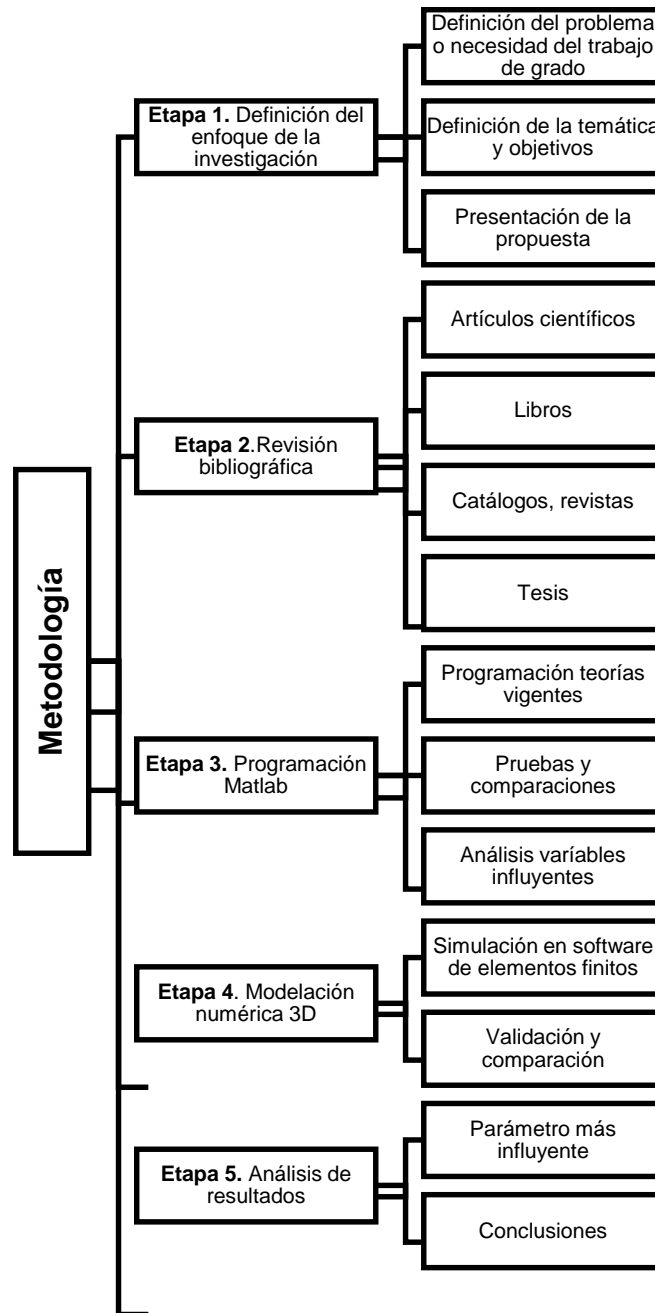 Metodología
Etapa 1. Definición del
enfoque de la
investigación
Definición del problema
o necesidad del trabajo
de grado
Definición de la temática
y objetivos
Presentación de la
propuesta
Etapa 2.Revisión
bibliográfica
Artículos científicos
Libros
Catálogos, revistas
Tesis
Etapa 3. Programación
Matlab
Programación teorías
vigentes
Pruebas y
comparaciones
Análisis varíables
influyentes
Etapa 4. Modelación
numérica 3D
Simulación en software
de elementos finitos
Validación y
comparación
Etapa 5. Análisis de
resultados
Parámetro más
influyente
Conclusiones